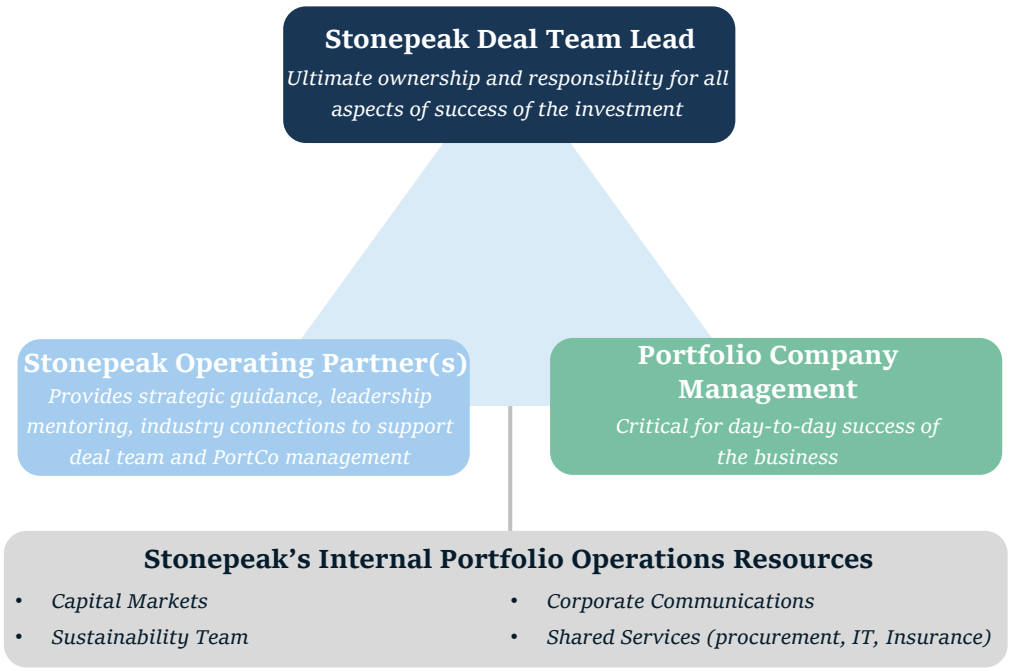 Stonepeak Deal Team Lead
Ultimate ownership and responsibility for all
aspects of success of the investment
Stonepeak Operating Partner(s)
Provides strategic guidance, leadership
mentoring, industry connections to support
deal team and PortCo management
Portfolio Company
Management
Critical for day-to-day success of
the business
Stonepeak’s Internal Portfolio Operations Resources
• Capital Markets
• Sustainability Team
• Corporate Communications
• Shared Services (procurement, IT, Insurance)